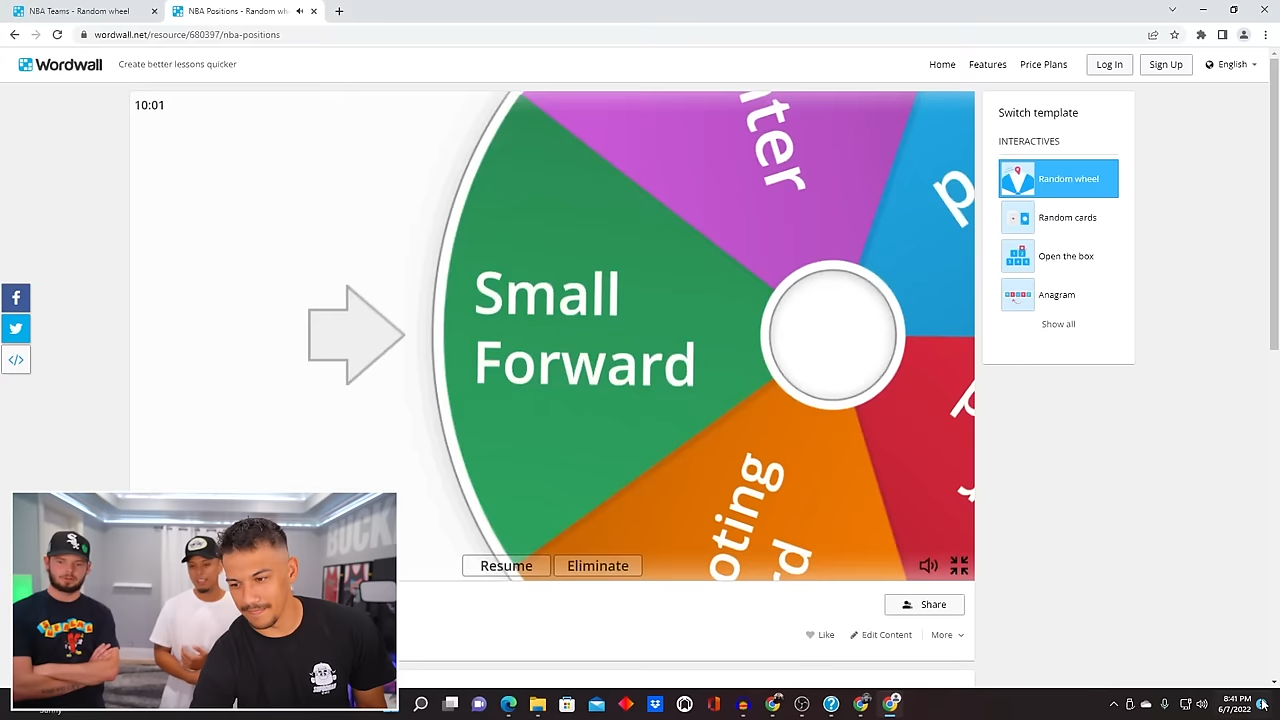 NBA Teams - Random wheel
NBA Positions - Random wh
wordwall.net/resource/680397/nba-positions
Wordwall
Create better lessons quicker
Home
Features
Price Plans
Log In
Sign Up
English
10:01
Small
Forward
Resume
Eliminate
Share
Like
Edit Content
More
Switch template
INTERACTIVES
Random wheel
Random cards
Open the box
Anagram
Show all
8:41 PM
6/7/2022